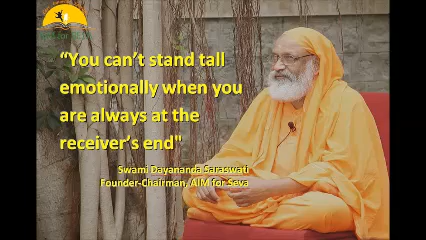 “You can’t stand tall
emotionally when you
are always at the
receiver’s end"
Swami Dayananda Saraswati
Founder-Chairman, AIM for Seva